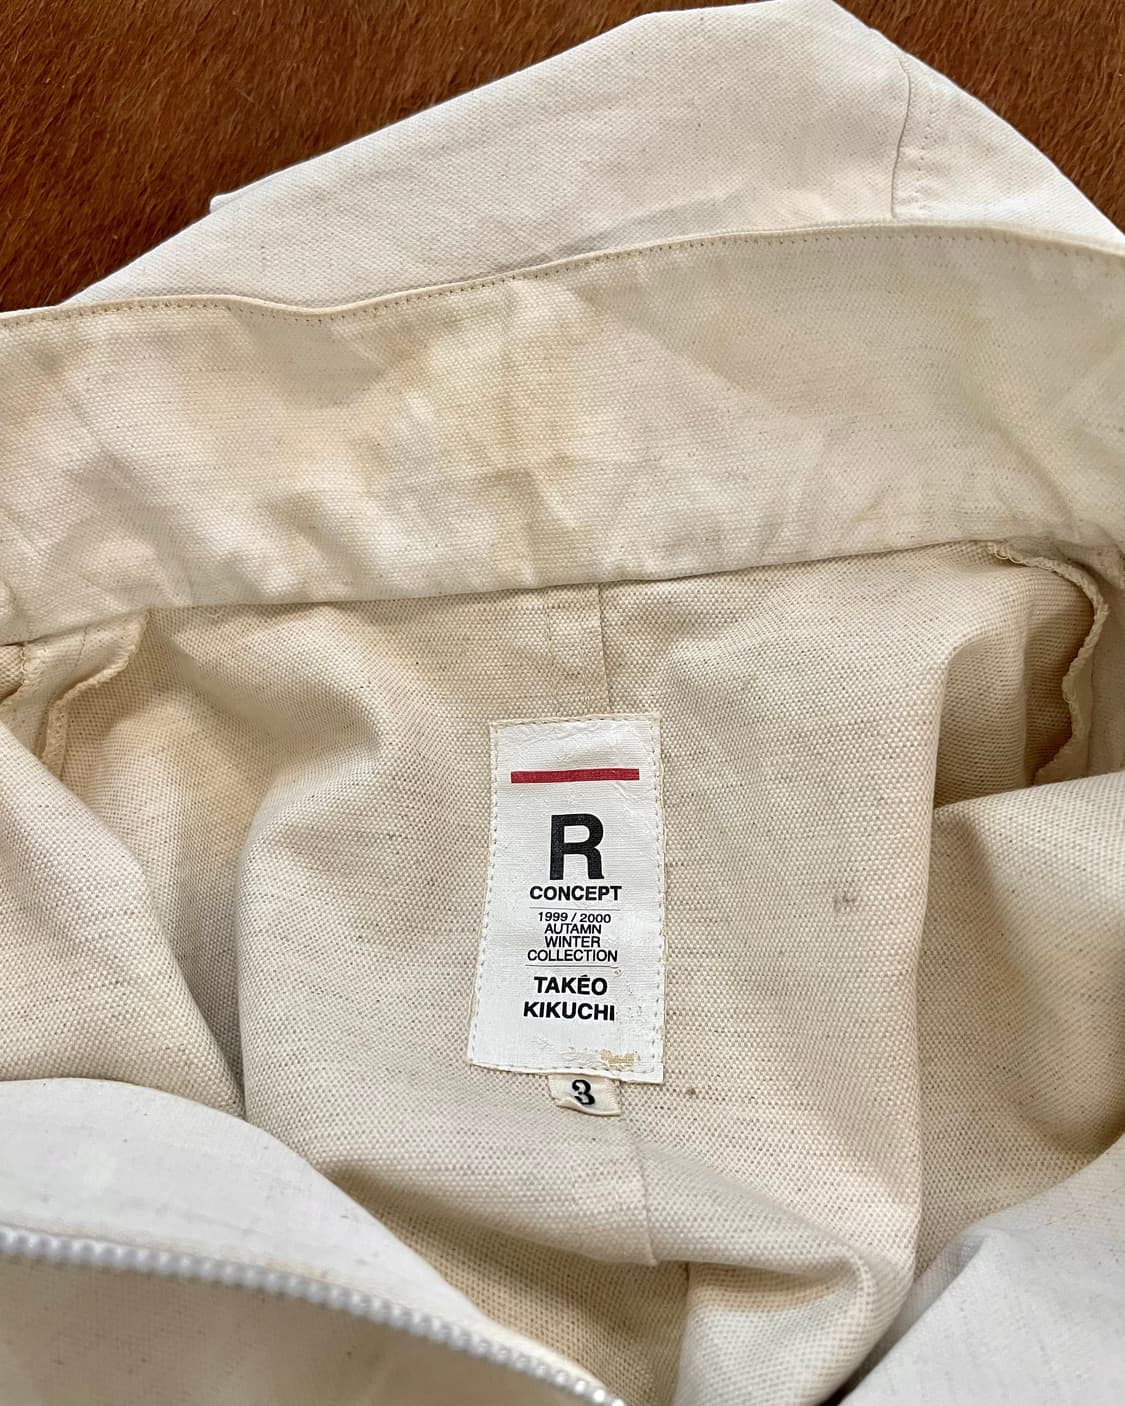 R
CONCEPT
1999 / 2000
AUTAMN
WINTER
COLLECTION
TAKÉO
KIKUCHI
3